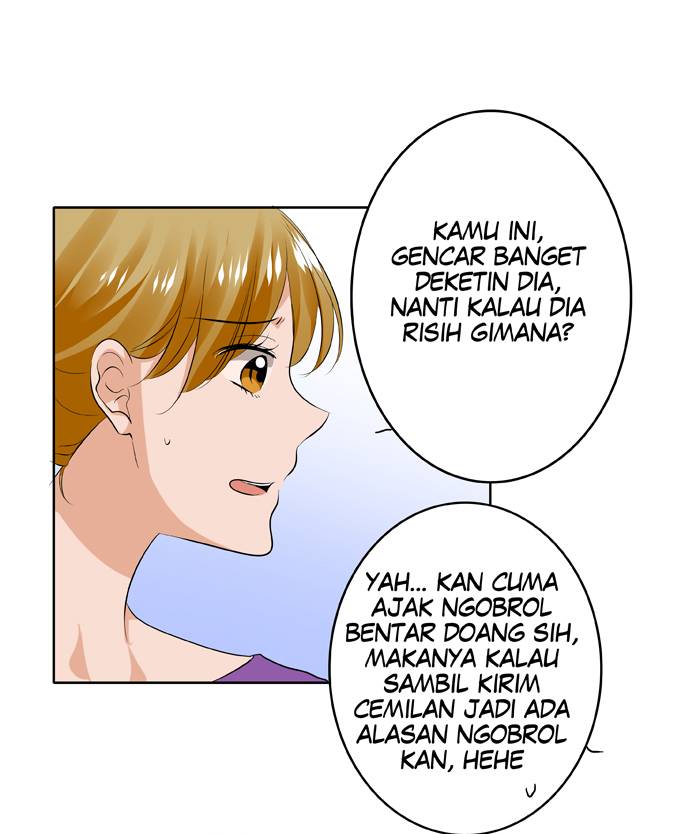 KAMU INI,
GENCAR BANGET
DEKETIN DIA,
NANTI KALAU DIA
RISIH GIMANA?
YAH... KAN CUMA
AJAK NGOBROL
BENTAR DOANG SIH,
MAKANYA KALAU
SAMBIL KIRIM
CEMILAN JADI ADA
ALASAN NGOBROL
KAN, HEHE